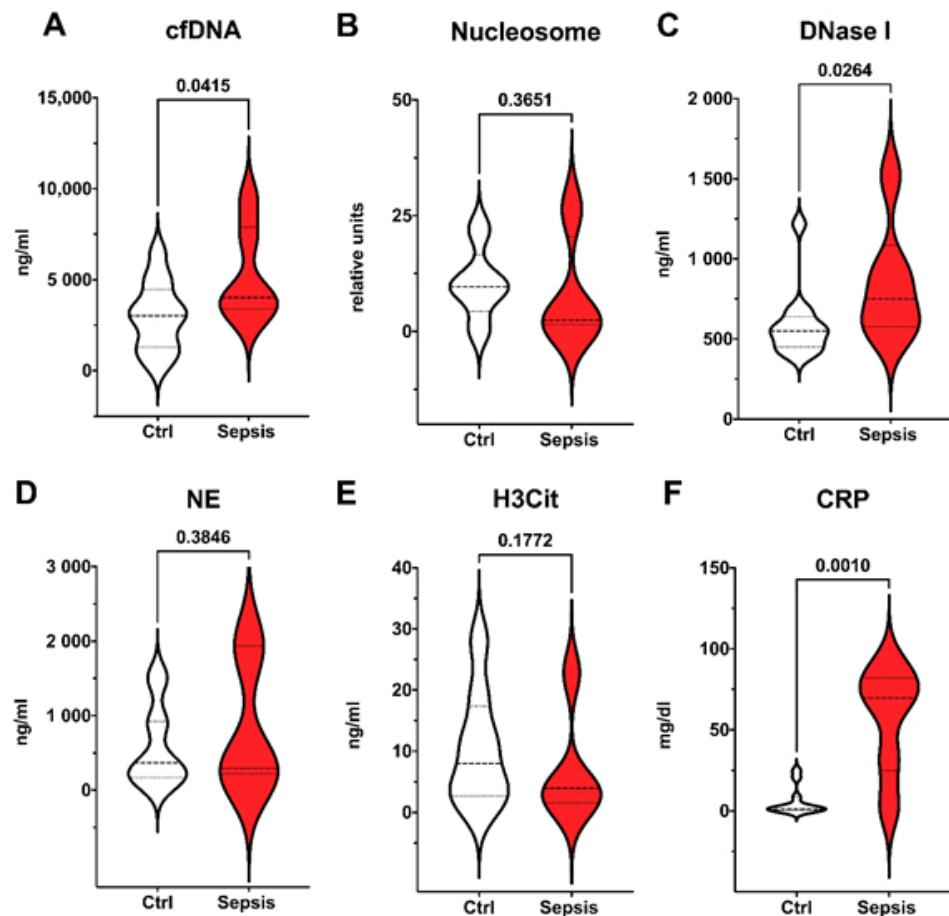 A
cfDNA
0.0415
15,000
10,000
5,000
0
ng/ml
Ctrl
Sepsis
B
Nucleosome
0.3651
50
25
0
relative units
Ctrl
Sepsis
C
DNase I
0.0264
2 000
1 500
1 000
500
0
ng/ml
Ctrl
Sepsis
D
NE
0.3846
3 000
2 000
1 000
0
ng/ml
Ctrl
Sepsis
E
H3Cit
0.1772
40
30
20
10
0
ng/ml
Ctrl
Sepsis
F
CRP
0.0010
150
100
50
0
mg/dl
Ctrl
Sepsis